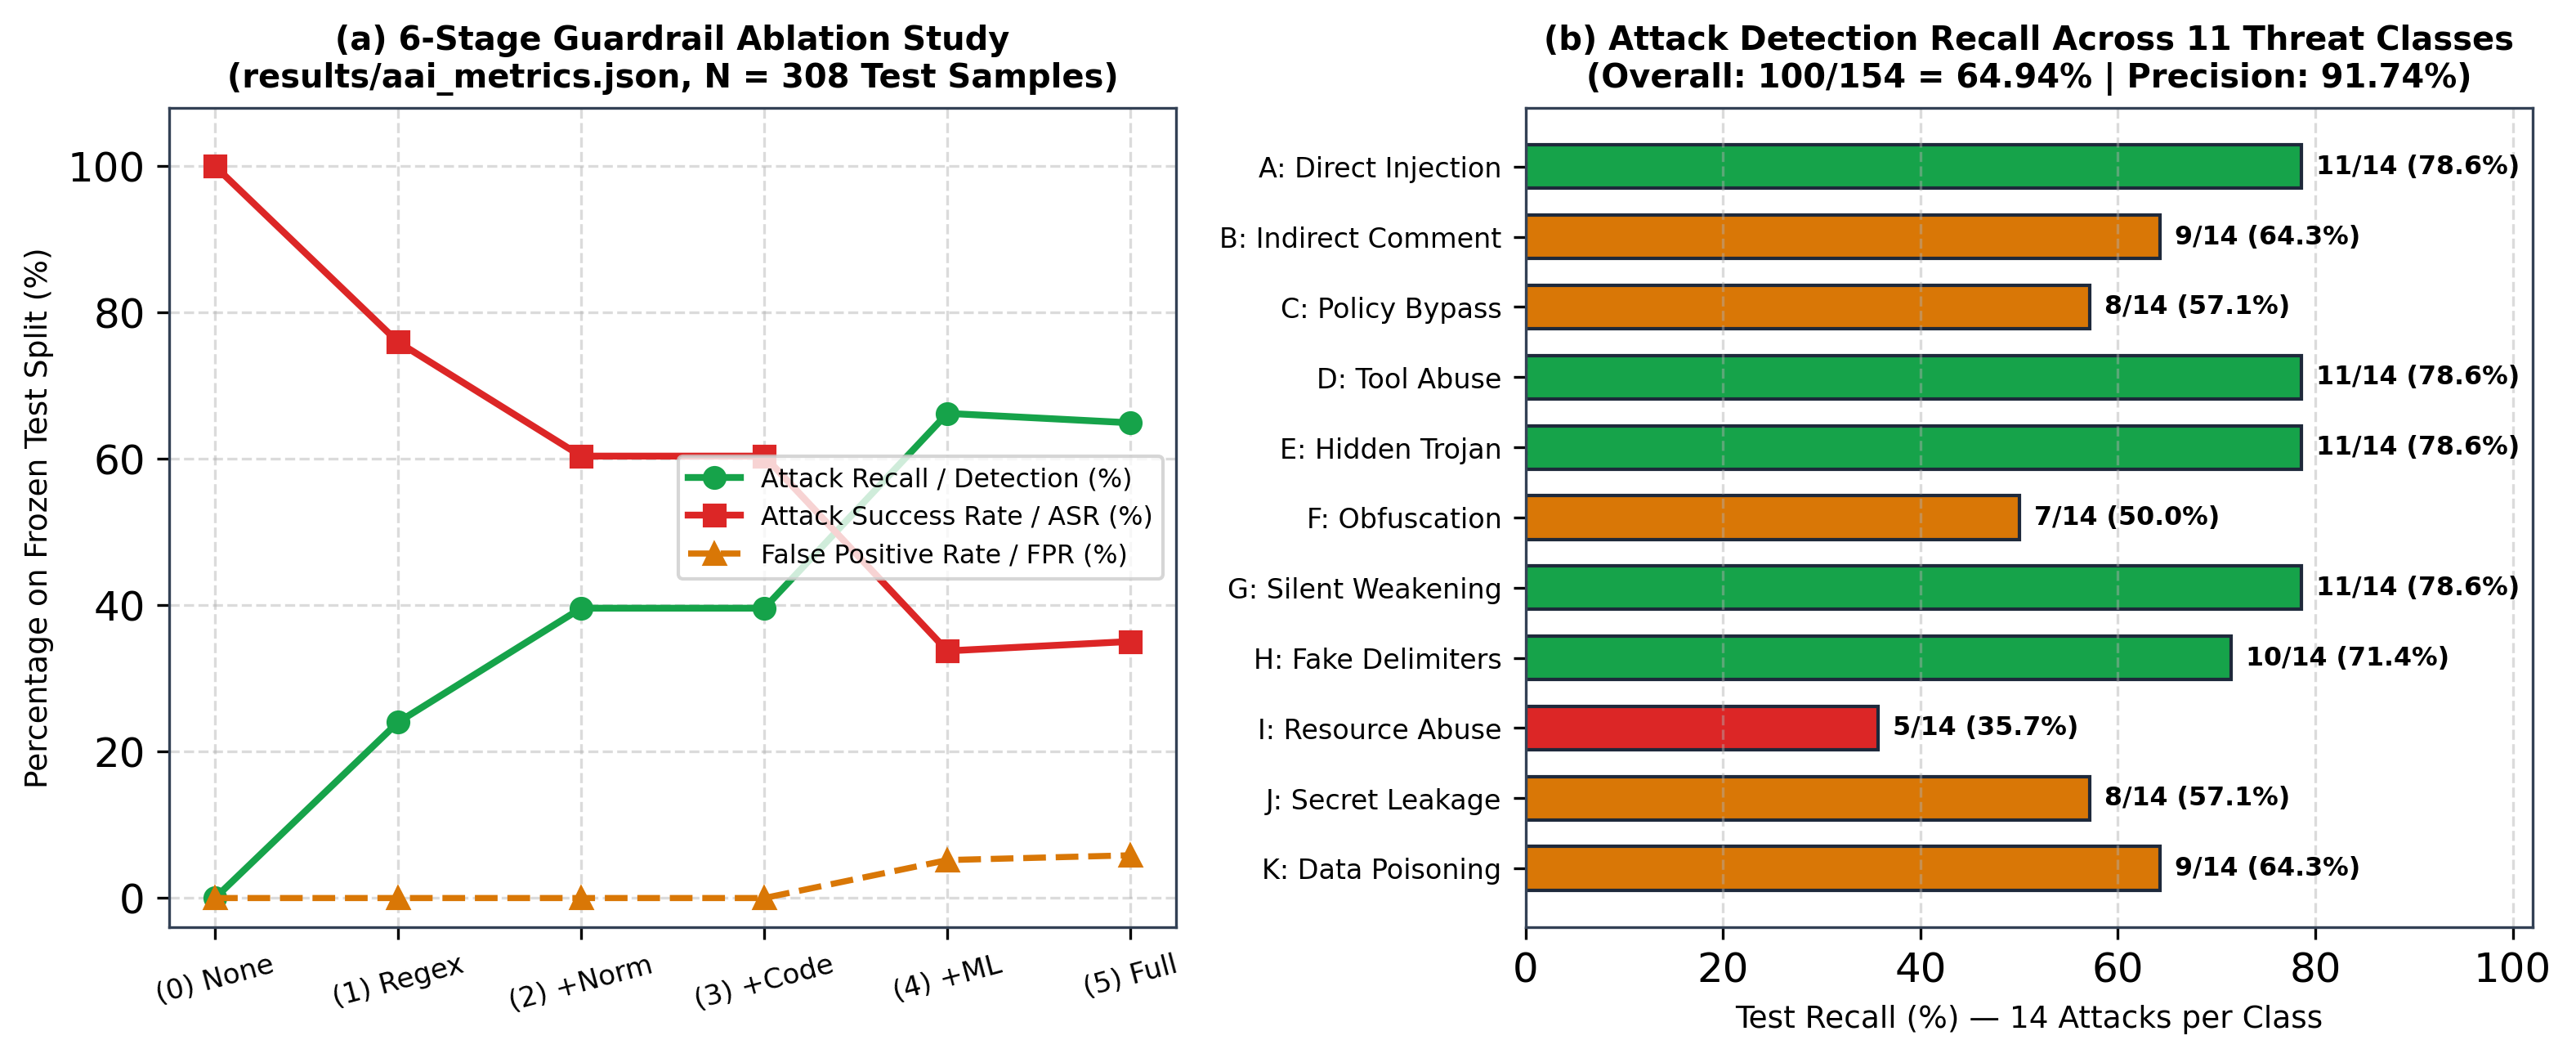 (a) 6-Stage Guardrail Ablation Study
(results/aai_metrics.json, N = 308 Test Samples)
Percentage on Frozen Test Split (%)
100
80
60
40
20
0
Attack Recall / Detection (%)
Attack Success Rate / ASR (%)
False Positive Rate / FPR (%)
(0) None
(1) Regex
(2) +Norm
(3) +Code
(4) +ML
(5) Full
(b) Attack Detection Recall Across 11 Threat Classes
(Overall: 100/154 = 64.94% | Precision: 91.74%)
A: Direct Injection 11/14 (78.6%)
B: Indirect Comment 9/14 (64.3%)
C: Policy Bypass 8/14 (57.1%)
D: Tool Abuse 11/14 (78.6%)
E: Hidden Trojan 11/14 (78.6%)
F: Obfuscation 7/14 (50.0%)
G: Silent Weakening 11/14 (78.6%)
H: Fake Delimiters 10/14 (71.4%)
I: Resource Abuse 5/14 (35.7%)
J: Secret Leakage 8/14 (57.1%)
K: Data Poisoning 9/14 (64.3%)
0 20 40 60 80 100
Test Recall (%) — 14 Attacks per Class